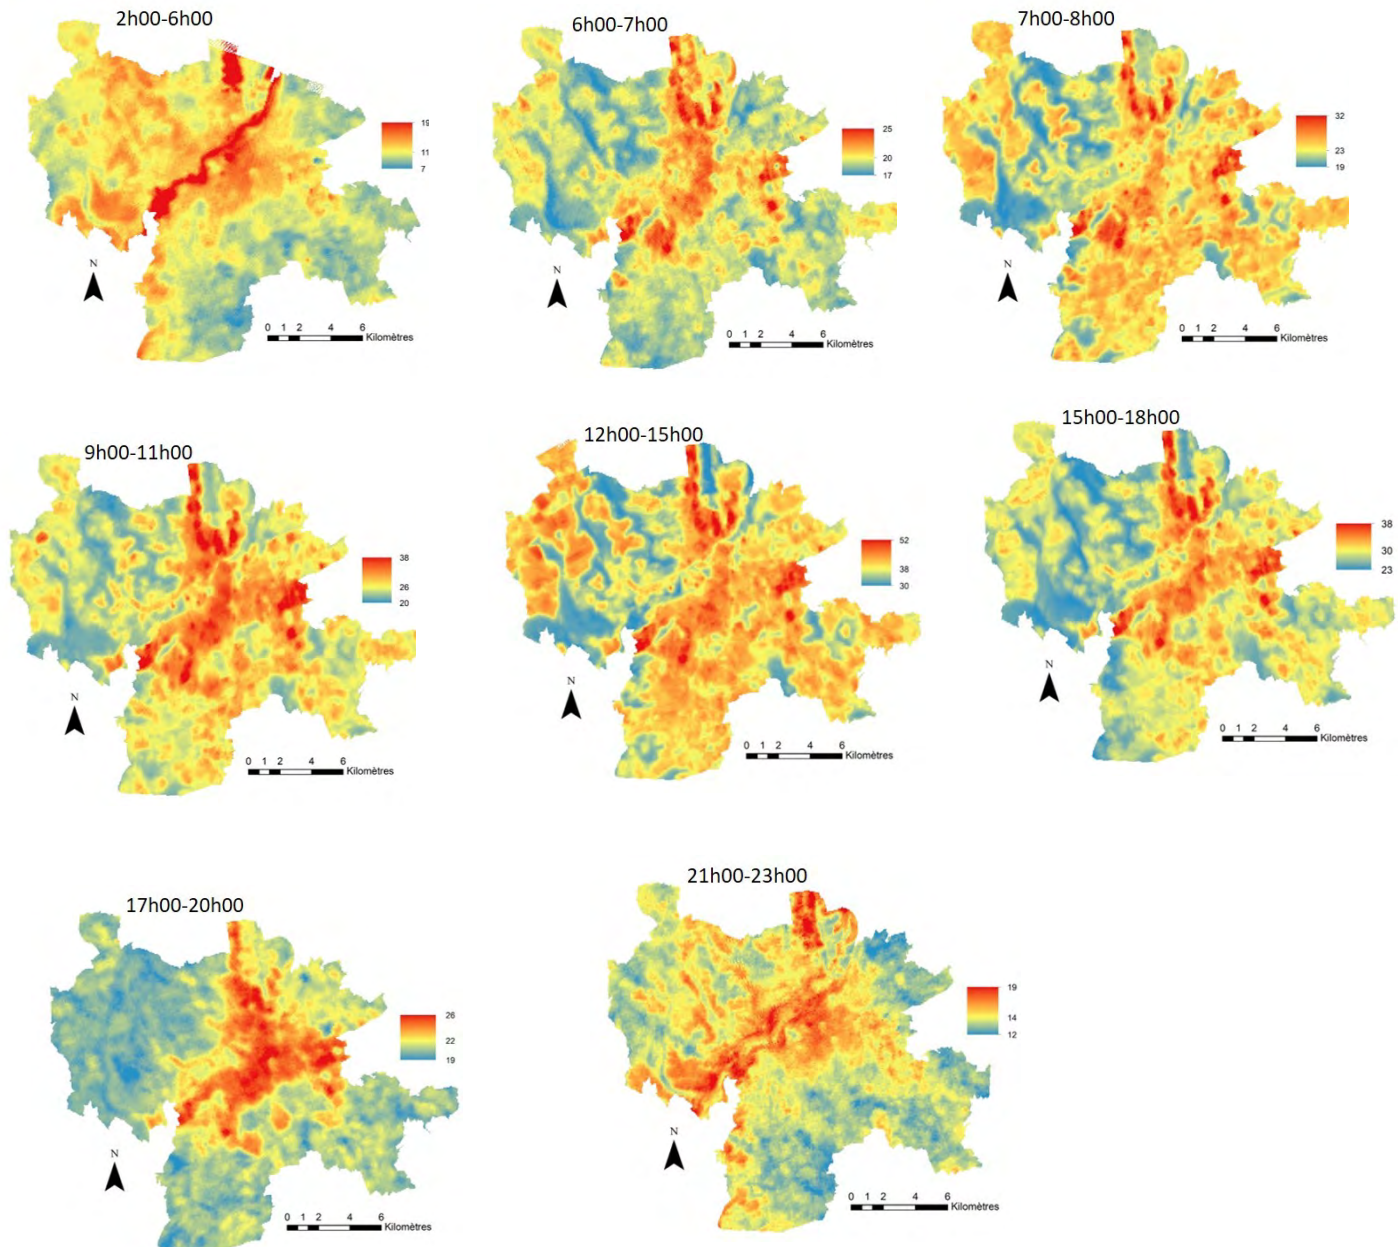 2h00-6h00
19
11
7
N
0 1 2 4 6
Kilomètres
6h00-7h00
25
20
17
N
0 1 2 4 6
Kilomètres
7h00-8h00
32
23
19
N
0 1 2 4 6
Kilomètres
9h00-11h00
38
26
20
N
0 1 2 4 6
Kilomètres
12h00-15h00
52
38
30
N
0 1 2 4 6
Kilomètres
15h00-18h00
38
30
23
N
0 1 2 4 6
Kilomètres
17h00-20h00
26
22
19
N
0 1 2 4 6
Kilomètres
21h00-23h00
19
14
12
N
0 1 2 4 6
Kilomètres